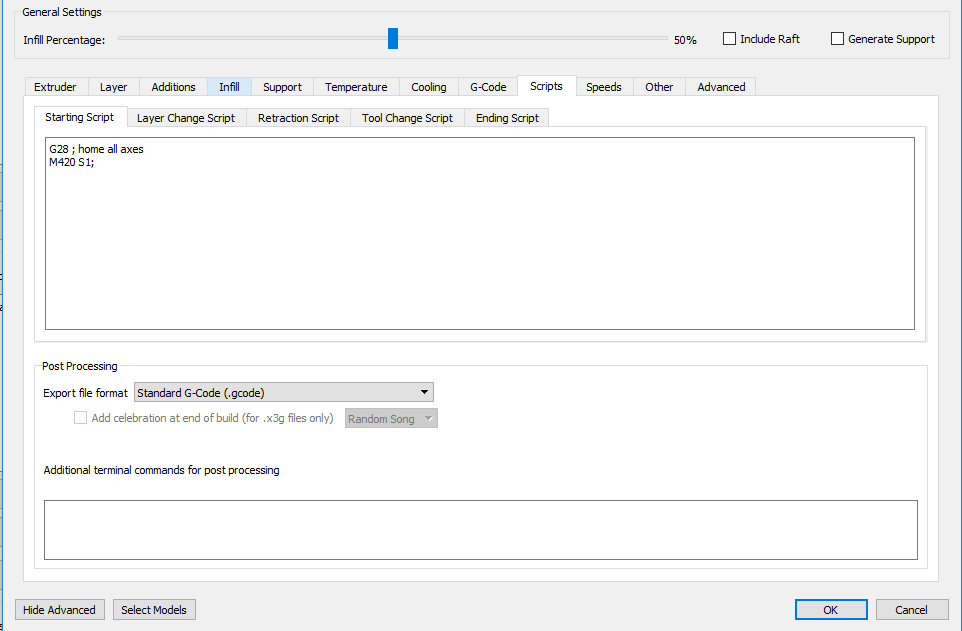 General Settings
Infill Percentage: 50% Include Raft Generate Support
Extruder Layer Additions Infill Support Temperature Cooling G-Code Scripts Speeds Other Advanced
Starting Script Layer Change Script Retraction Script Tool Change Script Ending Script
G28 ; home all axes
M420 S1;
Post Processing
Export file format Standard G-Code (.gcode)
Add celebration at end of build (for .x3g files only) Random Song
Additional terminal commands for post processing
Hide Advanced Select Models OK Cancel